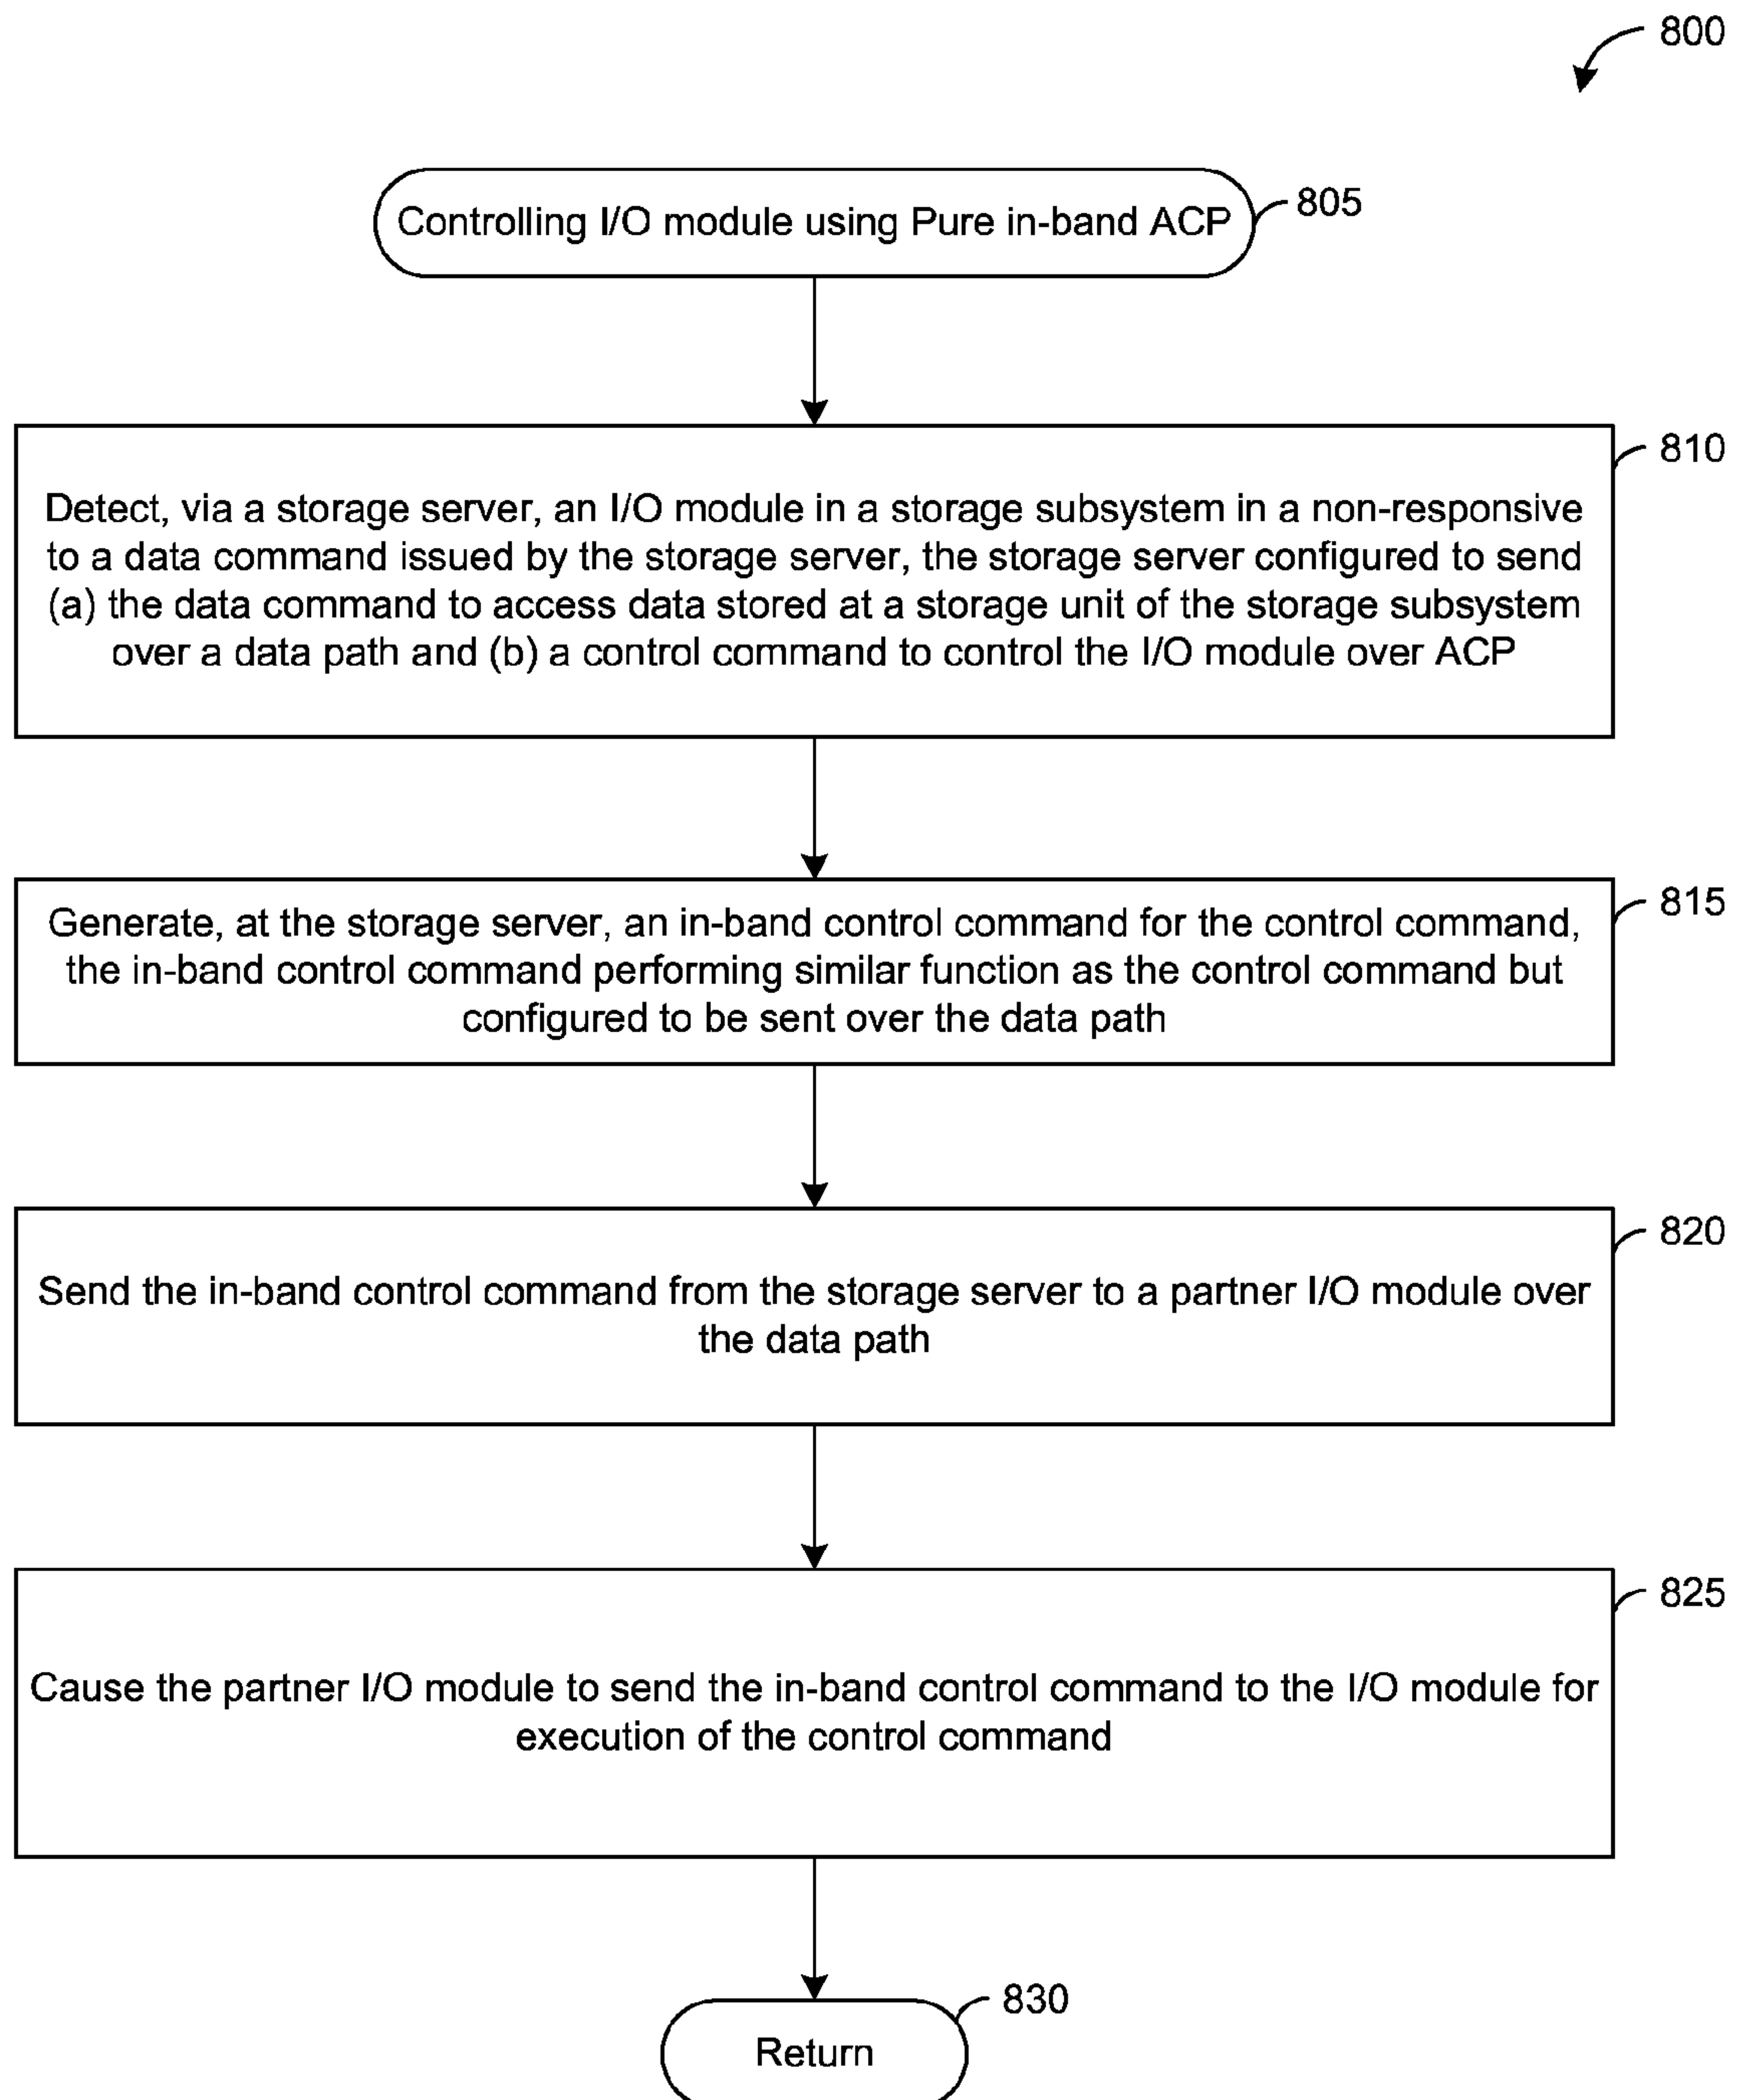 800
Controlling I/O module using Pure in-band ACP
805
810
Detect, via a storage server, an I/O module in a storage subsystem in a non-responsive
to a data command issued by the storage server, the storage server configured to send
(a) the data command to access data stored at a storage unit of the storage subsystem
over a data path and (b) a control command to control the I/O module over ACP
815
Generate, at the storage server, an in-band control command for the control command,
the in-band control command performing similar function as the control command but
configured to be sent over the data path
820
Send the in-band control command from the storage server to a partner I/O module over
the data path
825
Cause the partner I/O module to send the in-band control command to the I/O module for
execution of the control command
830
Return